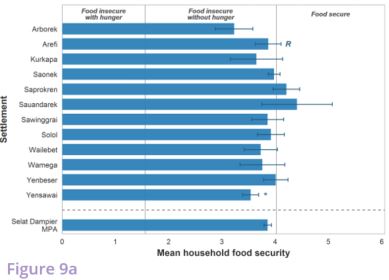 Food insecure
with hunger
Food insecure
without hunger
Food secure
Settlement
Arborek
Arefi
R
Kurkapa
Saonek
Saprokren
Sauandarek
Sawinggrai
Solol
Wailebet
Wamega
Yenbeser
Yensawai
*
Selat Dampier
MPA
0 1 2 3 4 5 6
Mean household food security
Figure 9a